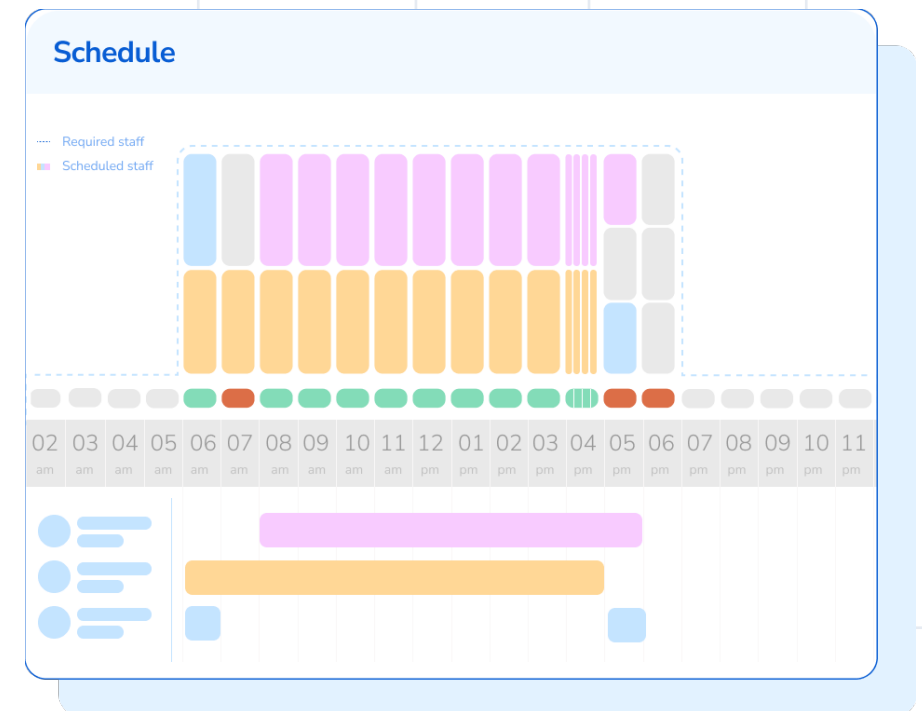 Schedule
Required staff
Scheduled staff
02 03 04 05 06 07 08 09 10 11 12 01 02 03 04 05 06 07 08 09 10 11
am am am am am am am am am am pm pm pm pm pm pm pm pm pm pm pm pm